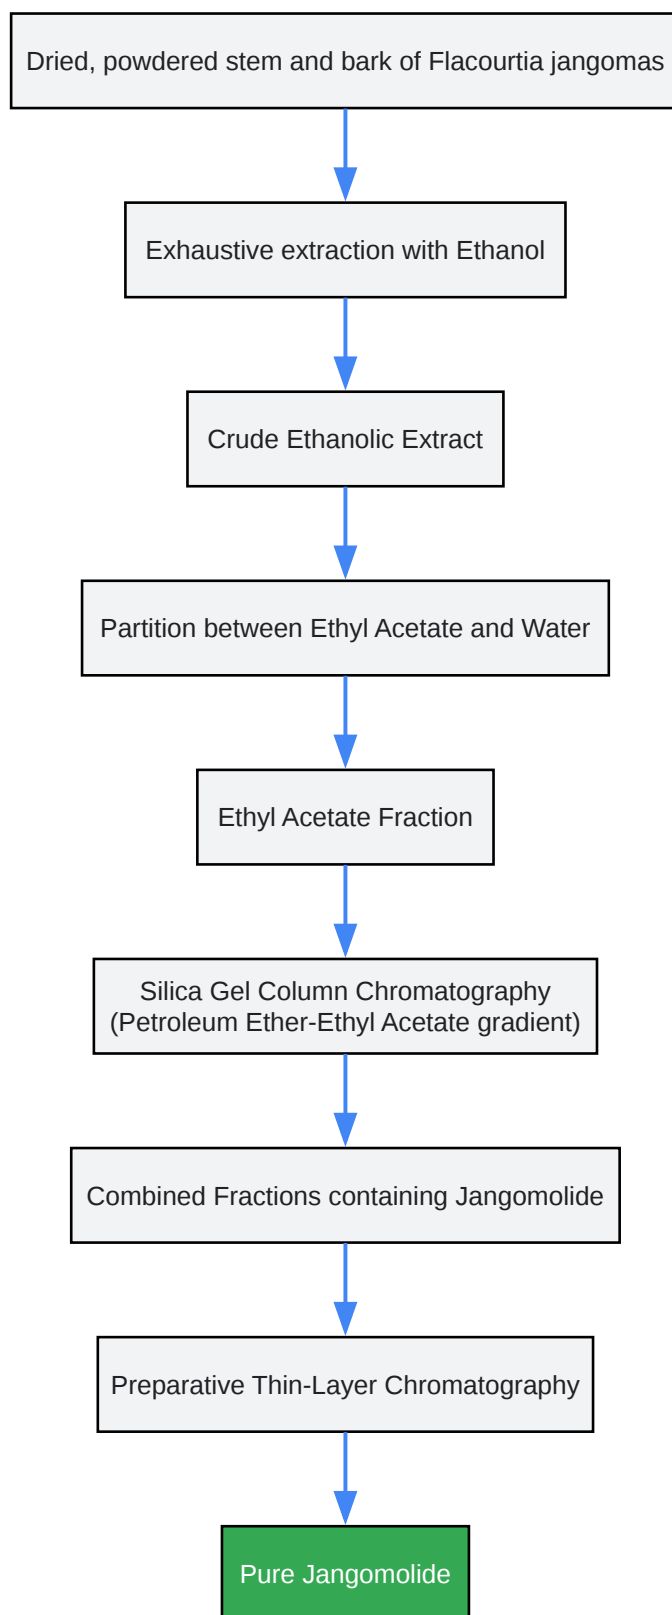 Dried, powdered stem and bark of Flacourtia jangomas
Exhaustive extraction with Ethanol
Crude Ethanolic Extract
Partition between Ethyl Acetate and Water
Ethyl Acetate Fraction
Silica Gel Column Chromatography
(Petroleum Ether-Ethyl Acetate gradient)
Combined Fractions containing Jangomolide
Preparative Thin-Layer Chromatography
Pure Jangomolide